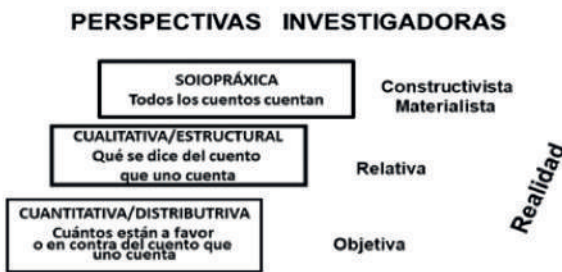 PERSPECTIVAS INVESTIGADORAS
SOIOPRÁXICA
Todos los cuentos cuentan
Constructivista
Materialista
CUALITATIVA/ESTRUCTURAL
Qué se dice del cuento
que uno cuenta
Relativa
CUANTITATIVA/DISTRIBUTRIVA
Cuántos están a favor
o en contra del cuento que
uno cuenta
Objetiva
Realidad